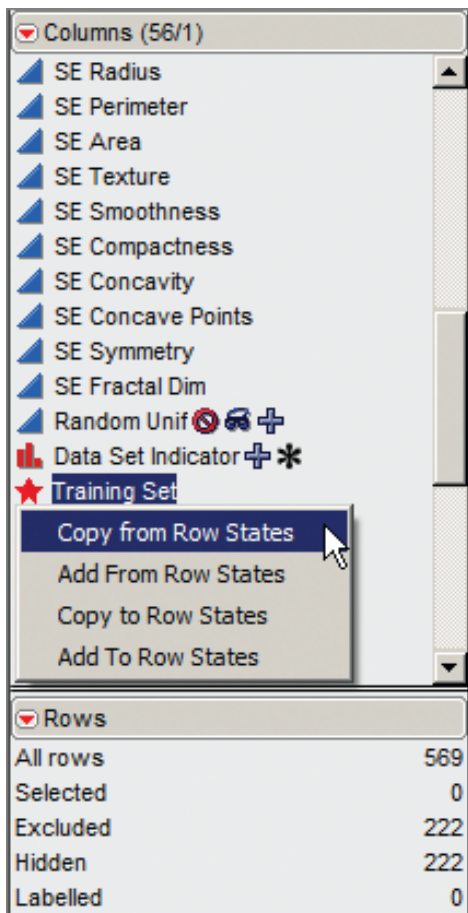 Columns (56/1)
SE Radius
SE Perimeter
SE Area
SE Texture
SE Smoothness
SE Compactness
SE Concavity
SE Concave Points
SE Symmetry
SE Fractal Dim
Random Unif
Data Set Indicator
Training Set
Copy from Row States
Add From Row States
Copy to Row States
Add To Row States
Rows
All rows 569
Selected 0
Excluded 222
Hidden 222
Labelled 0